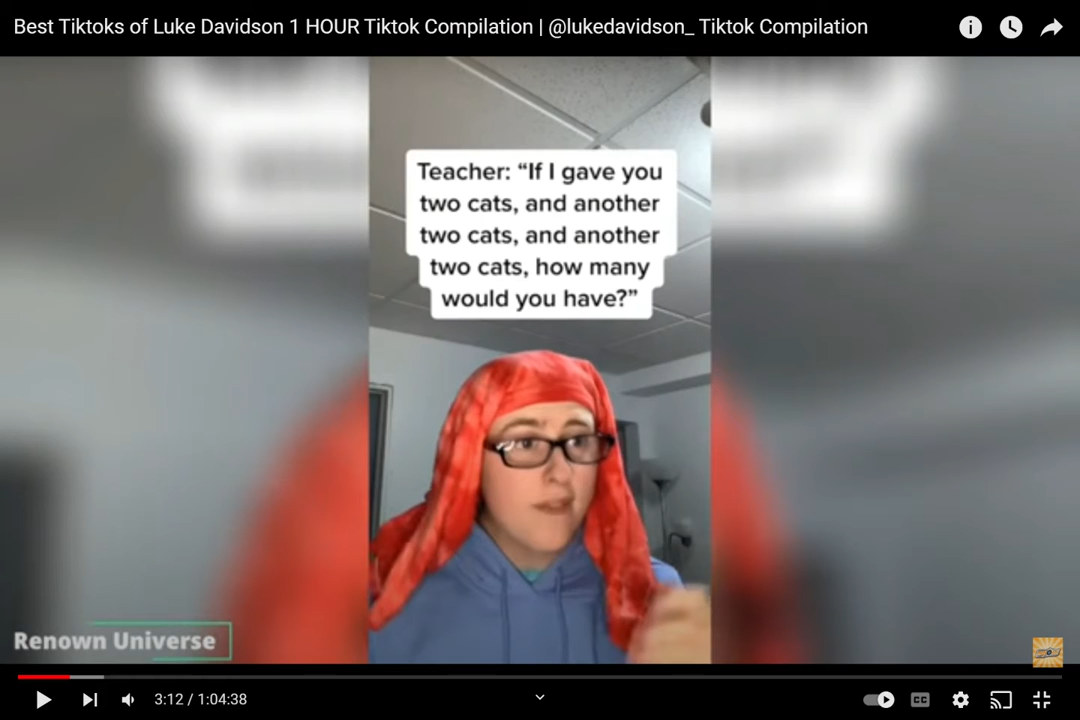 Best Tiktoks of Luke Davidson 1 HOUR Tiktok Compilation | @lukedavidson_ Tiktok Compilation
Teacher: “If I gave you
two cats, and another
two cats, and another
two cats, how many
would you have?”
Renown Universe
3:12 / 1:04:38
CC